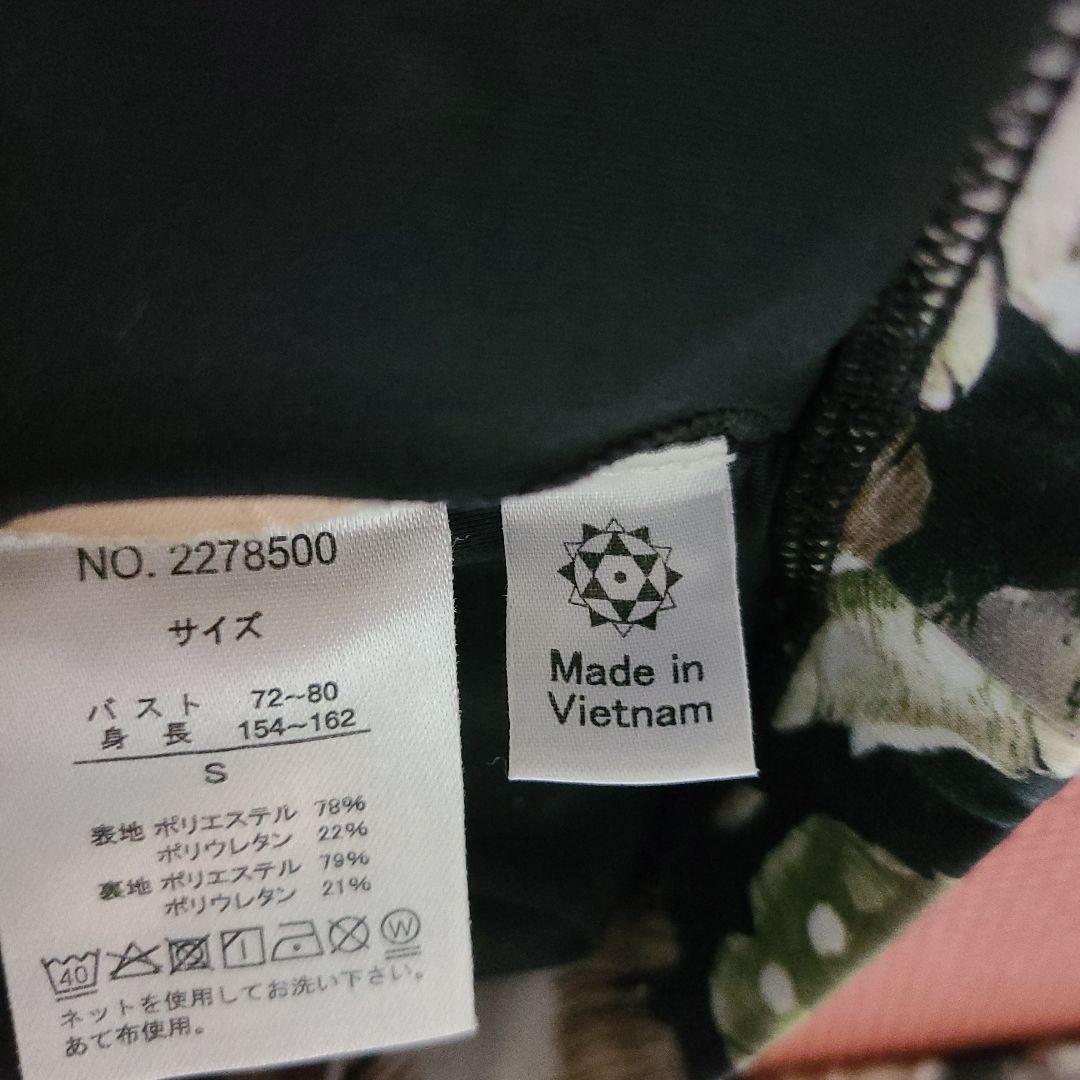 NO. 2278500
サイズ
バスト 72~80
身長 154~162
S
表地 ポリエステル 78%
ポリウレタン 22%
裏地 ポリエステル 79%
ポリウレタン 21%
40 W
ネットを使用してお洗い下さい。
あて布使用。
Made in
Vietnam